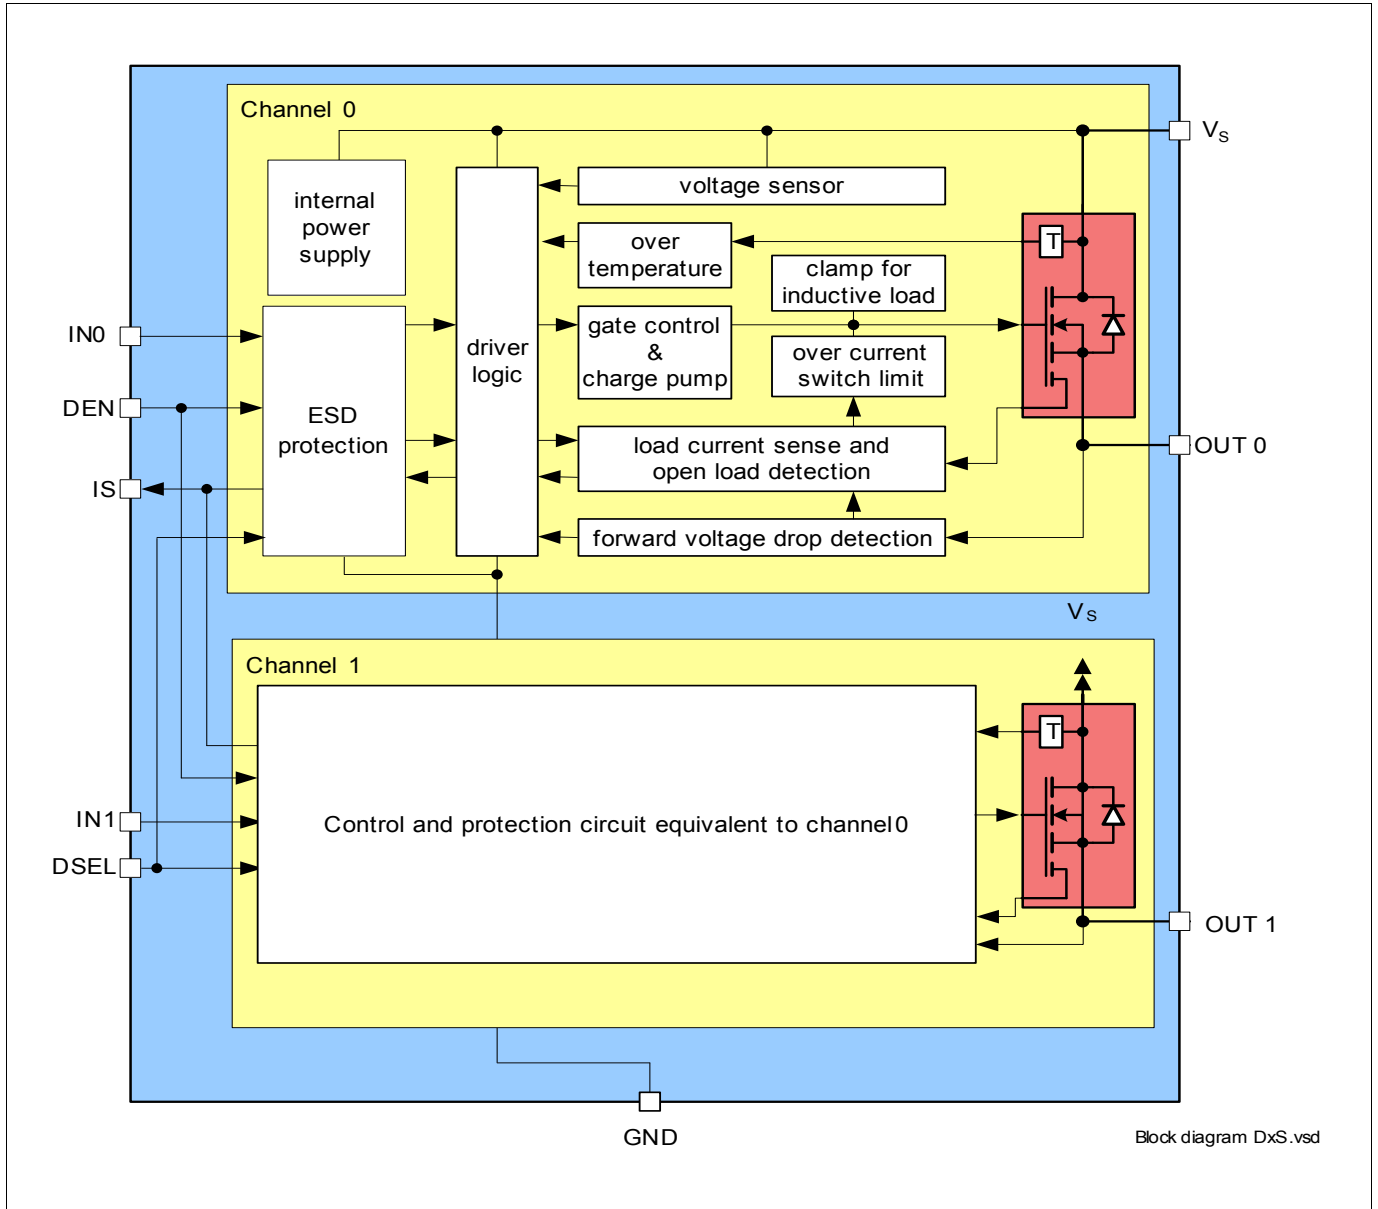 Channel 0
VS
internal
power
supply
voltage sensor
over
temperature
T
clamp for
inductive load
IN0
driver
logic
gate control
&
charge pump
over current
switch limit
DEN
ESD
protection
load current sense and
open load detection
OUT 0
IS
forward voltage drop detection
VS
Channel 1
T
IN1
Control and protection circuit equivalent to channel 0
DSEL
OUT 1
GND
Block diagram DxS.vsd